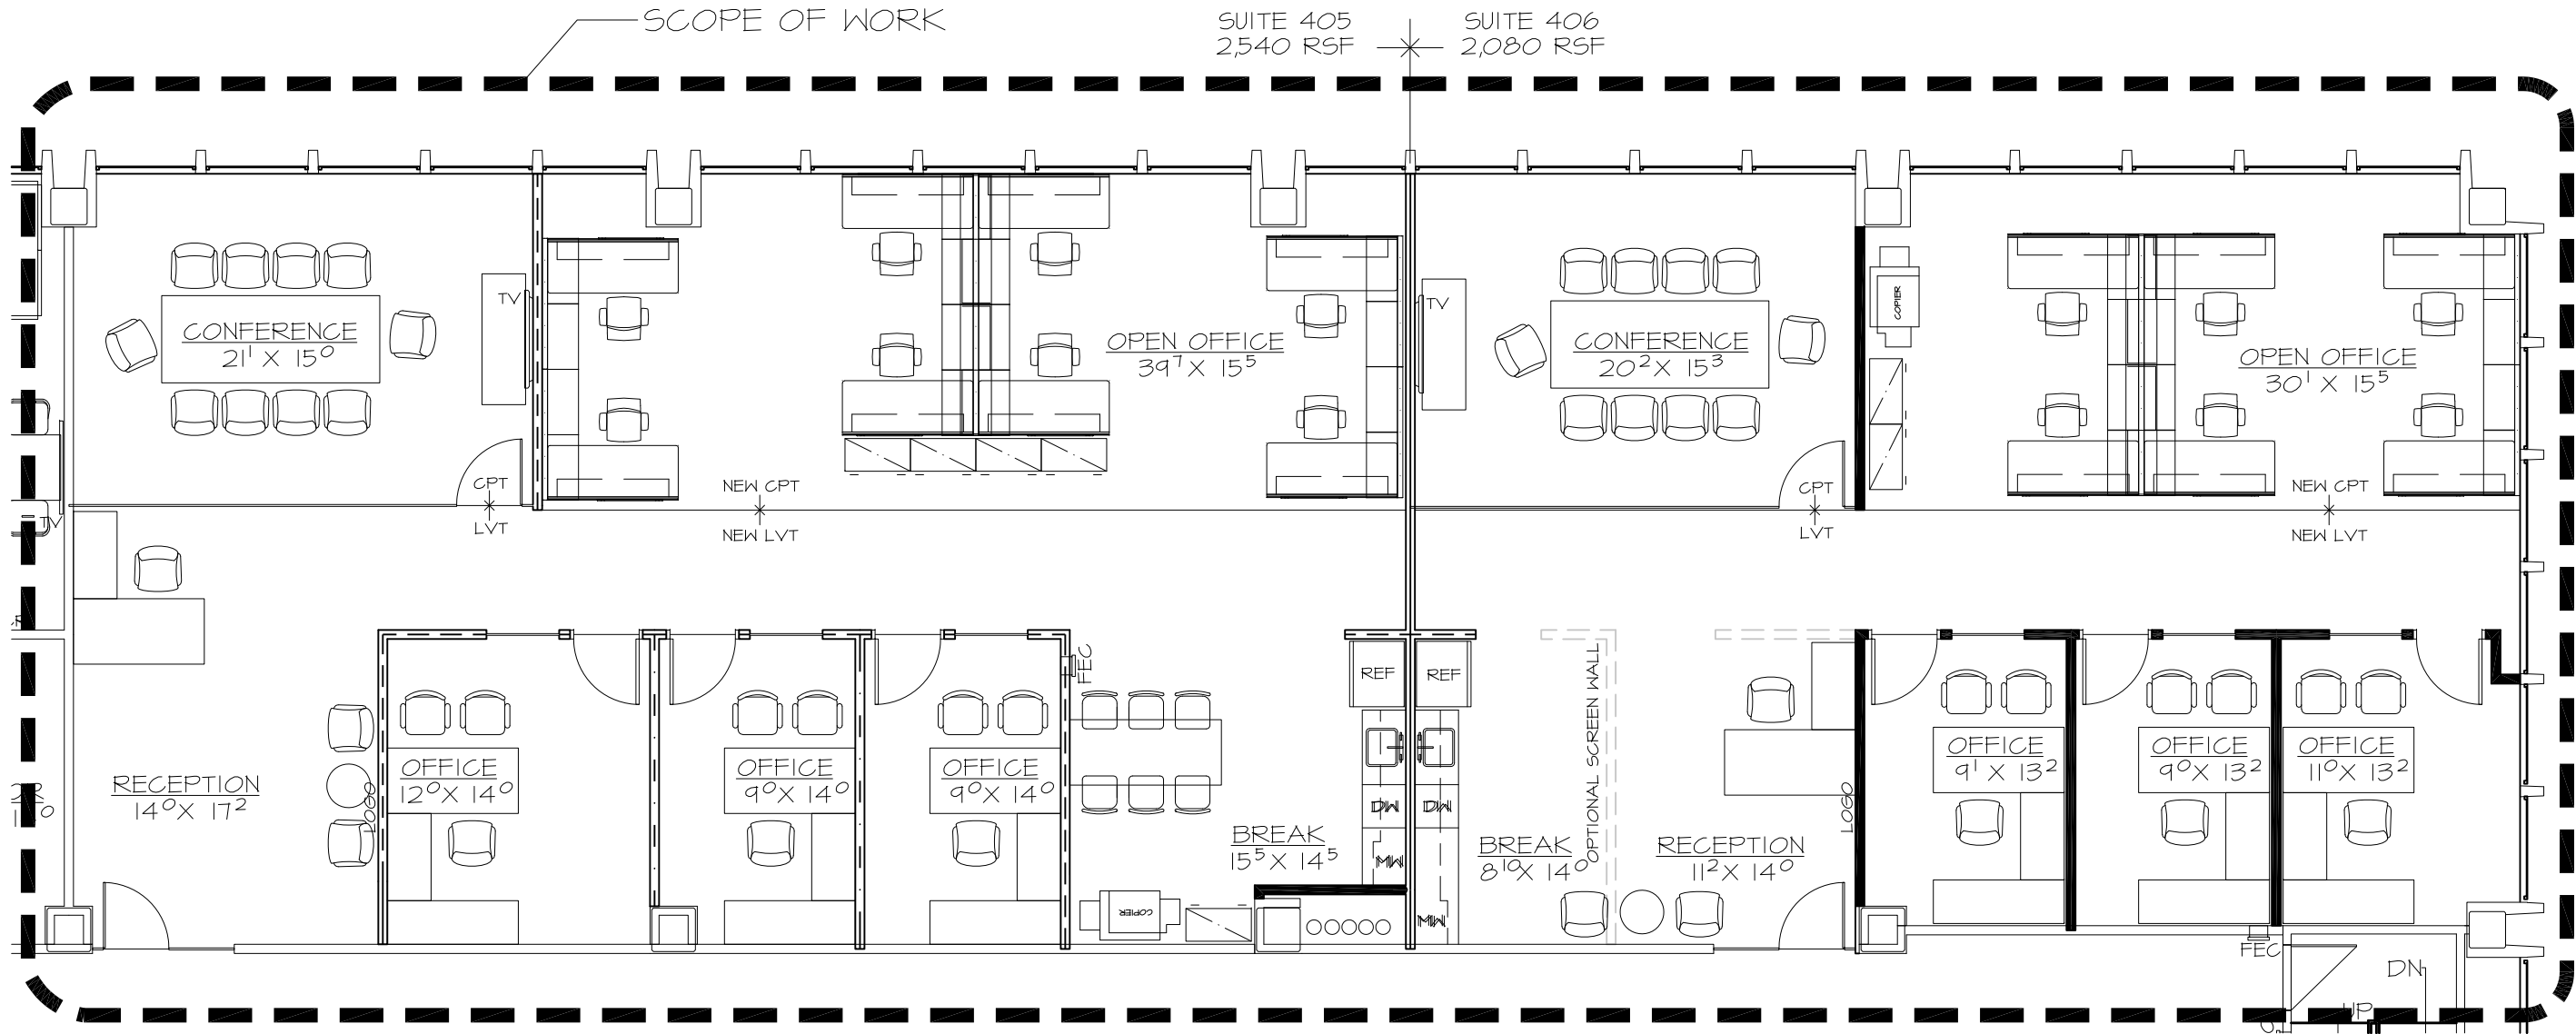 SCOPE OF WORK
SUITE 405
2,540 RSF
SUITE 406
2,080 RSF
CONFERENCE
21¹ X 15⁰
TV
OPEN OFFICE
39⁷ X 15⁵
TV
CONFERENCE
20² X 15³
COPIER
OPEN OFFICE
30¹ X 15⁵
CPT
LVT
NEW CPT
NEW LVT
CPT
LVT
NEW CPT
NEW LVT
TV
RECEPTION
14⁰ X 17²
LOGO
OFFICE
12⁰ X 14⁰
OFFICE
9⁰ X 14⁰
OFFICE
9⁰ X 14⁰
FEC
BREAK
15⁵ X 14⁵
COPIER
REF
REF
DW
DW
MW
MW
BREAK
8¹⁰ X 14⁰
OPTIONAL SCREEN WALL
RECEPTION
11² X 14⁰
LOGO
OFFICE
9¹ X 13²
OFFICE
9⁰ X 13²
OFFICE
11⁰ X 13²
FEC
DN
UP